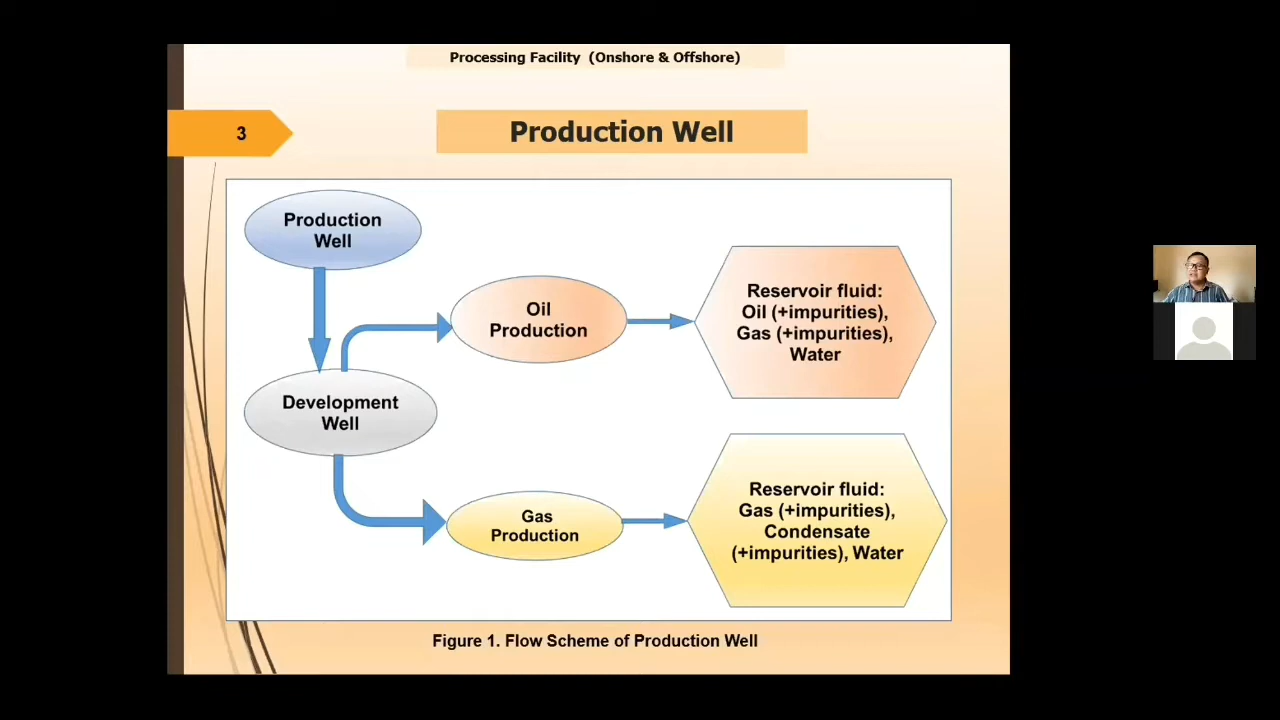 Processing Facility (Onshore & Offshore)
3
Production Well
Production
Well
Oil
Production
Reservoir fluid:
Oil (+impurities),
Gas (+impurities),
Water
Development
Well
Gas
Production
Reservoir fluid:
Gas (+impurities),
Condensate
(+impurities), Water
Figure 1. Flow Scheme of Production Well